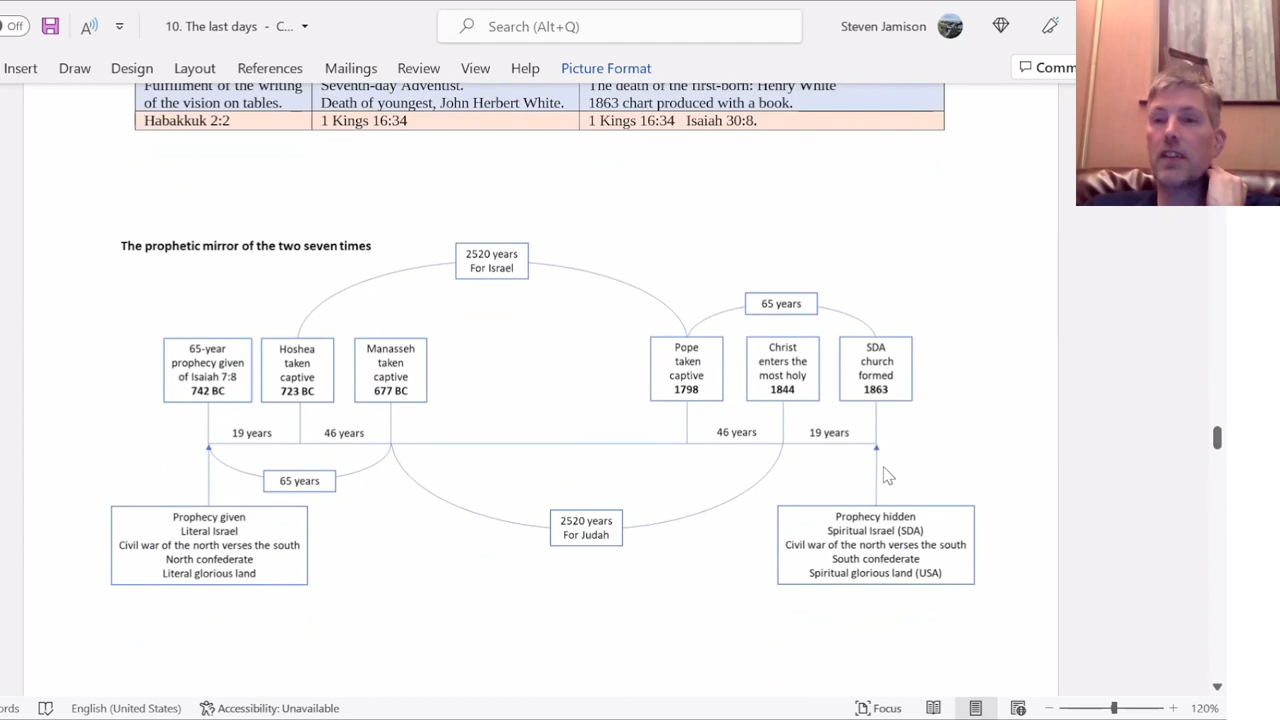 Off
10. The last days - C...
Search (Alt+Q)
Steven Jamison
Insert
Draw
Design
Layout
References
Mailings
Review
View
Help
Picture Format
Comm
Fulfillment of the writing
of the vision on tables.
Seventh-day Adventist.
Death of youngest, John Herbert White.
The death of the first-born: Henry White
1863 chart produced with a book.
Habakkuk 2:2
1 Kings 16:34
1 Kings 16:34 Isaiah 30:8.
The prophetic mirror of the two seven times
2520 years
For Israel
65 years
65-year
prophecy given
of Isaiah 7:8
742 BC
Hoshea
taken
captive
723 BC
Manasseh
taken
captive
677 BC
Pope
taken
captive
1798
Christ
enters the
most holy
1844
SDA
church
formed
1863
19 years
46 years
46 years
19 years
65 years
2520 years
For Judah
Prophecy given
Literal Israel
Civil war of the north verses the south
North confederate
Literal glorious land
Prophecy hidden
Spiritual Israel (SDA)
Civil war of the north verses the south
South confederate
Spiritual glorious land (USA)
ords
English (United States)
Accessibility: Unavailable
Focus
120%